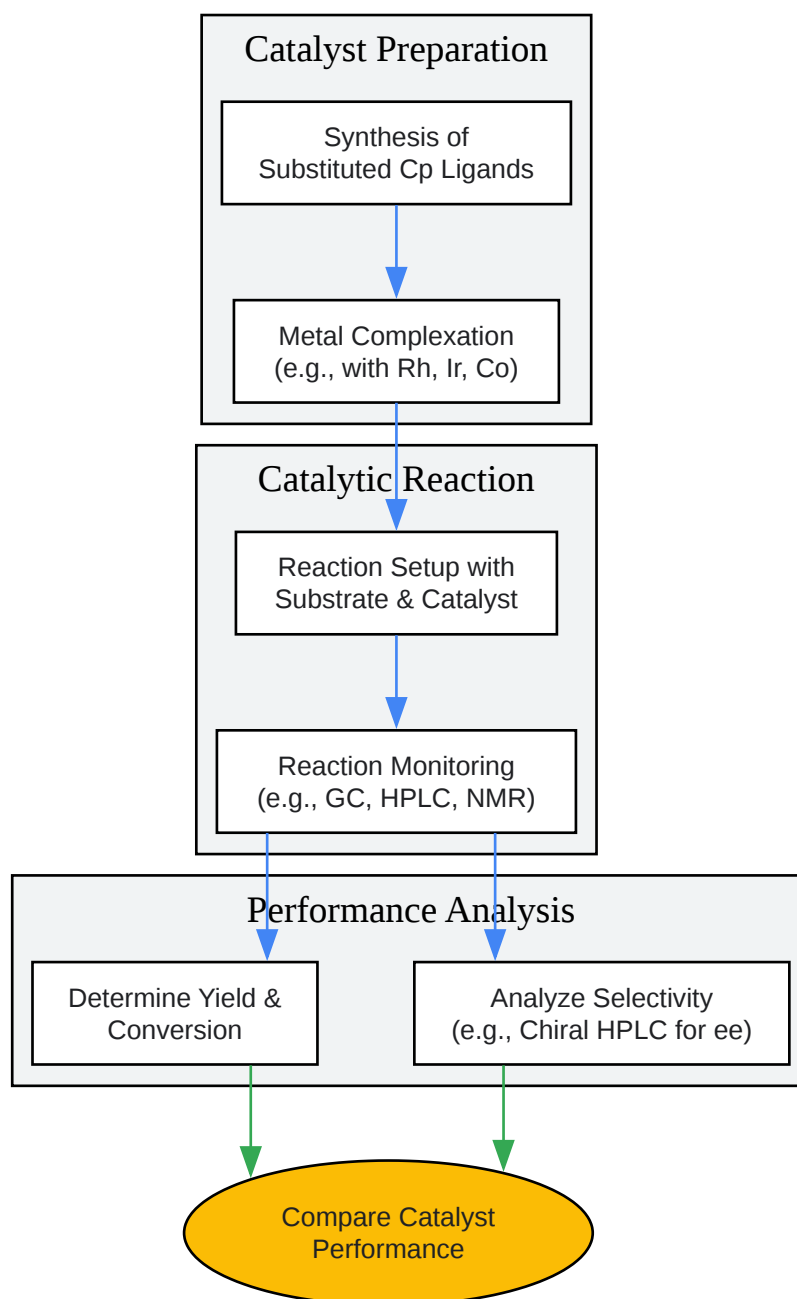 Catalyst Preparation
Synthesis of
Substituted Cp Ligands
Metal Complexation
(e.g., with Rh, Ir, Co)
Catalytic Reaction
Reaction Setup with
Substrate & Catalyst
Reaction Monitoring
(e.g., GC, HPLC, NMR)
Performance Analysis
Determine Yield &
Conversion
Analyze Selectivity
(e.g., Chiral HPLC for ee)
Compare Catalyst
Performance